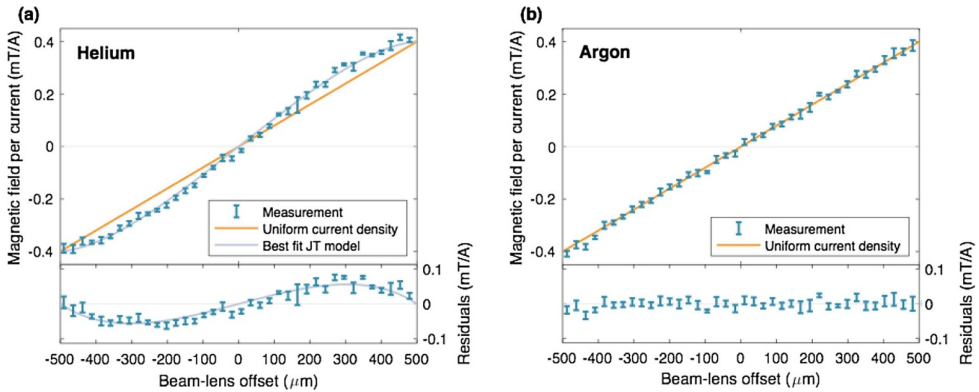 (a)
Magnetic field per current (mT/A)
0.4
0.2
0
-0.2
-0.4
Helium
Measurement
Uniform current density
Best fit JT model
0.1
0
-0.1
Residuals (mT/A)
-500 -400 -300 -200 -100 0 100 200 300 400 500
Beam-lens offset (μm)
(b)
Magnetic field per current (mT/A)
0.4
0.2
0
-0.2
-0.4
Argon
Measurement
Uniform current density
0.1
0
-0.1
Residuals (mT/A)
-500 -400 -300 -200 -100 0 100 200 300 400 500
Beam-lens offset (μm)